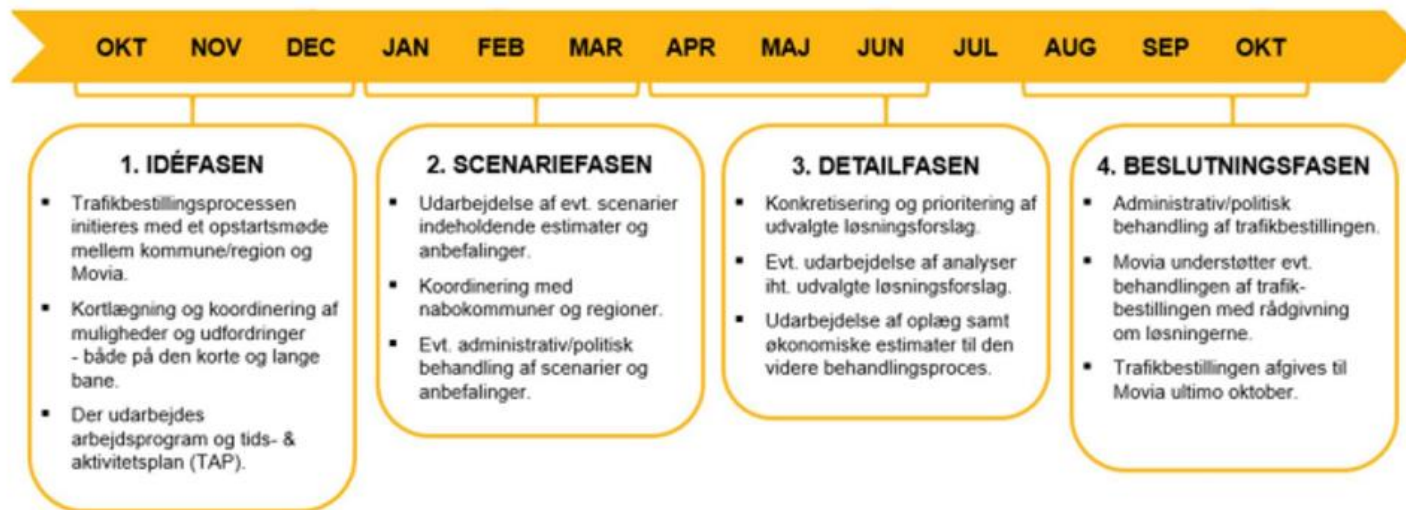 OKT NOV DEC JAN FEB MAR APR MAJ JUN JUL AUG SEP OKT
1. IDÉFASEN
▪ Trafikbestillingsprocessen
initieres med et opstartsmøde
mellem kommune/region og
Movia.
▪ Kortlægning og koordinering af
muligheder og udfordringer
- både på den korte og lange
bane.
▪ Der udarbejdes
arbejdsprogram og tids- &
aktivitetsplan (TAP).
2. SCENARIEFASEN
▪ Udarbejdelse af evt. scenarier
indeholdende estimater og
anbefalinger.
▪ Koordinering med
nabokommuner og regioner.
▪ Evt. administrativ/politisk
behandling af scenarier og
anbefalinger.
3. DETAILFASEN
▪ Konkretisering og prioritering af
udvalgte løsningsforslag.
▪ Evt. udarbejdelse af analyser
iht. udvalgte løsningsforslag.
▪ Udarbejdelse af oplæg samt
økonomiske estimater til den
videre behandlingsproces.
4. BESLUTNINGSFASEN
▪ Administrativ/politisk
behandling af trafikbestillingen.
▪ Movia understøtter evt.
behandlingen af trafik-
bestillingen med rådgivning
om løsningerne.
▪ Trafikbestillingen afgives til
Movia ultimo oktober.